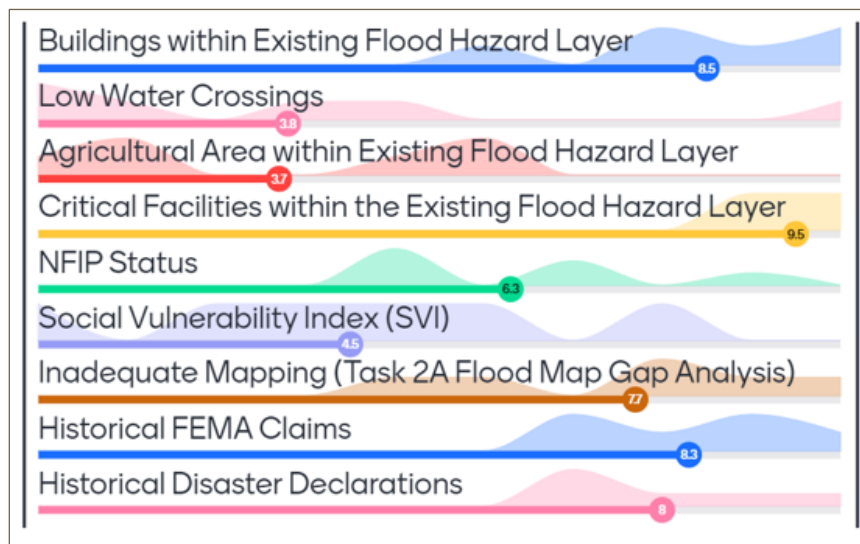 Buildings within Existing Flood Hazard Layer
8.5
Low Water Crossings
3.8
Agricultural Area within Existing Flood Hazard Layer
3.7
Critical Facilities within the Existing Flood Hazard Layer
9.5
NFIP Status
6.3
Social Vulnerability Index (SVI)
4.5
Inadequate Mapping (Task 2A Flood Map Gap Analysis)
7.7
Historical FEMA Claims
8.3
Historical Disaster Declarations
8